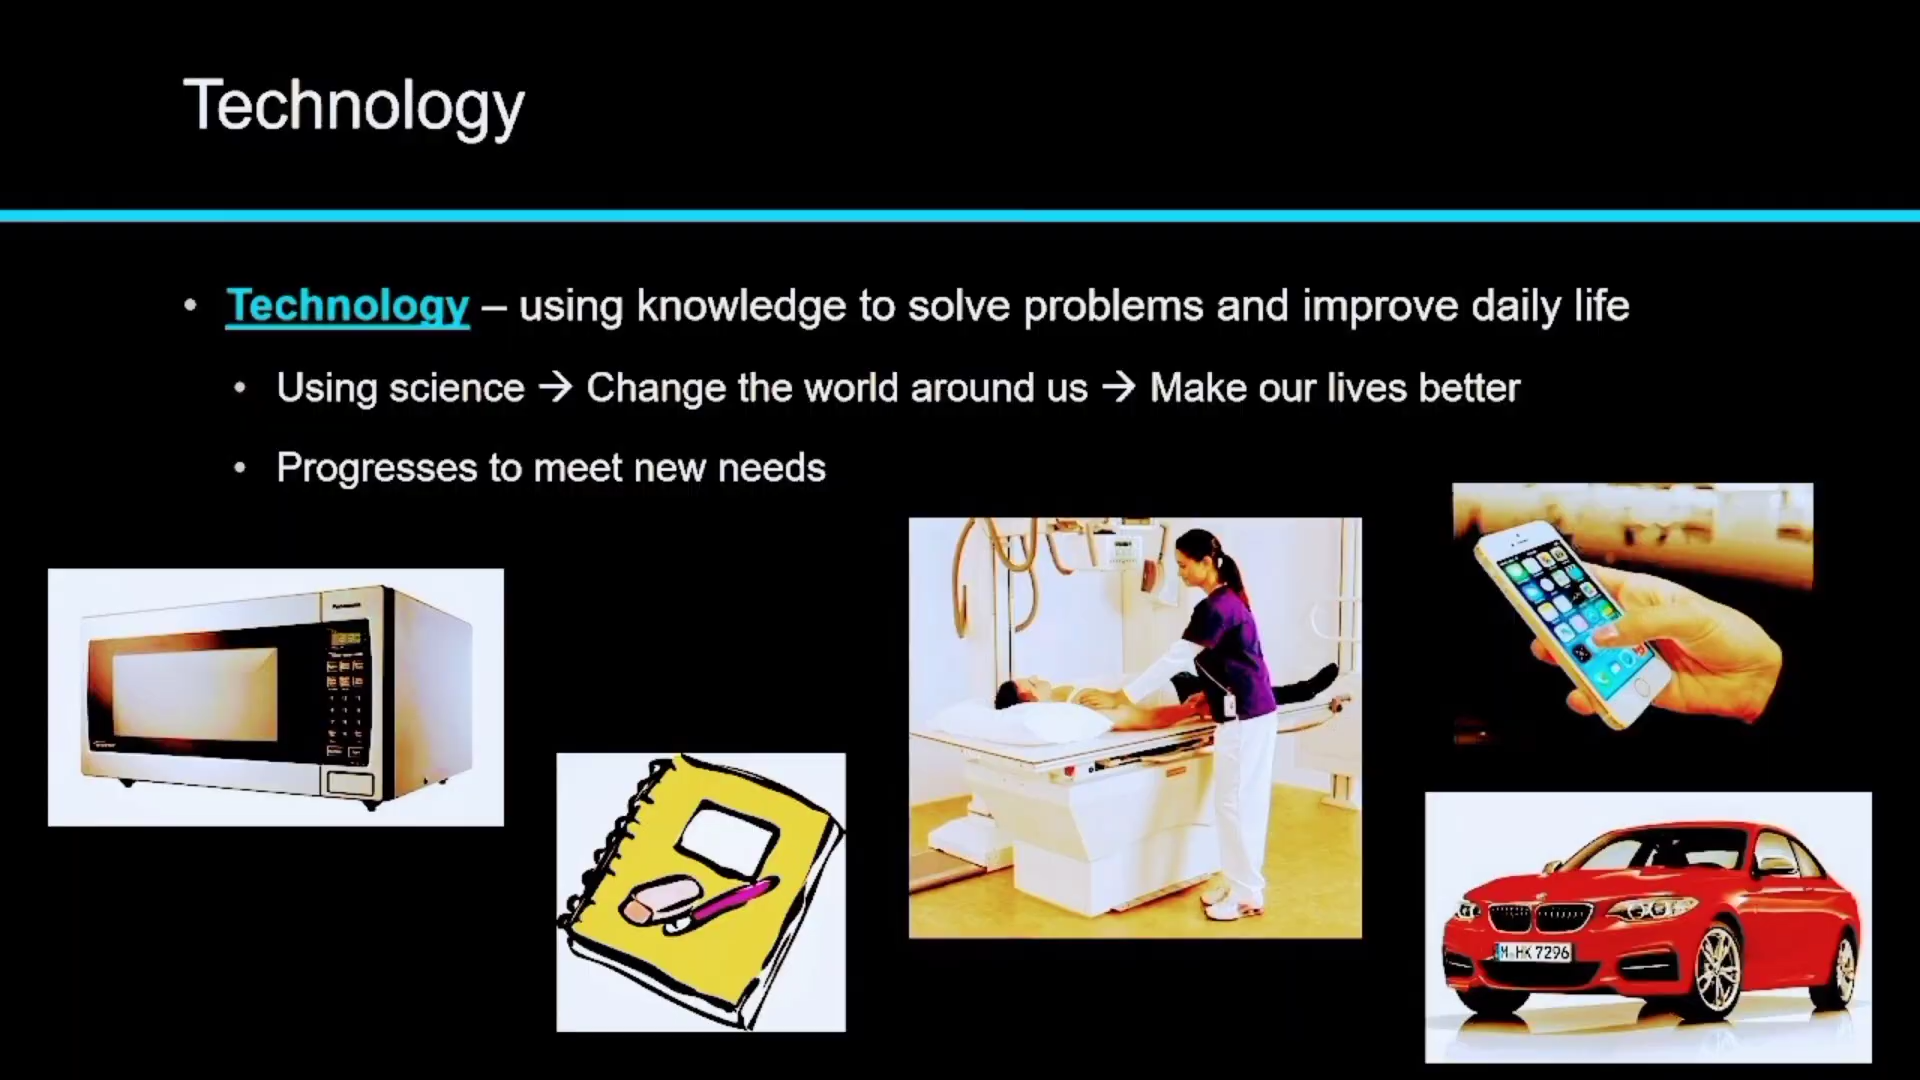 Technology
• Technology – using knowledge to solve problems and improve daily life
• Using science → Change the world around us → Make our lives better
• Progresses to meet new needs
Panasonic
M-HK 7296